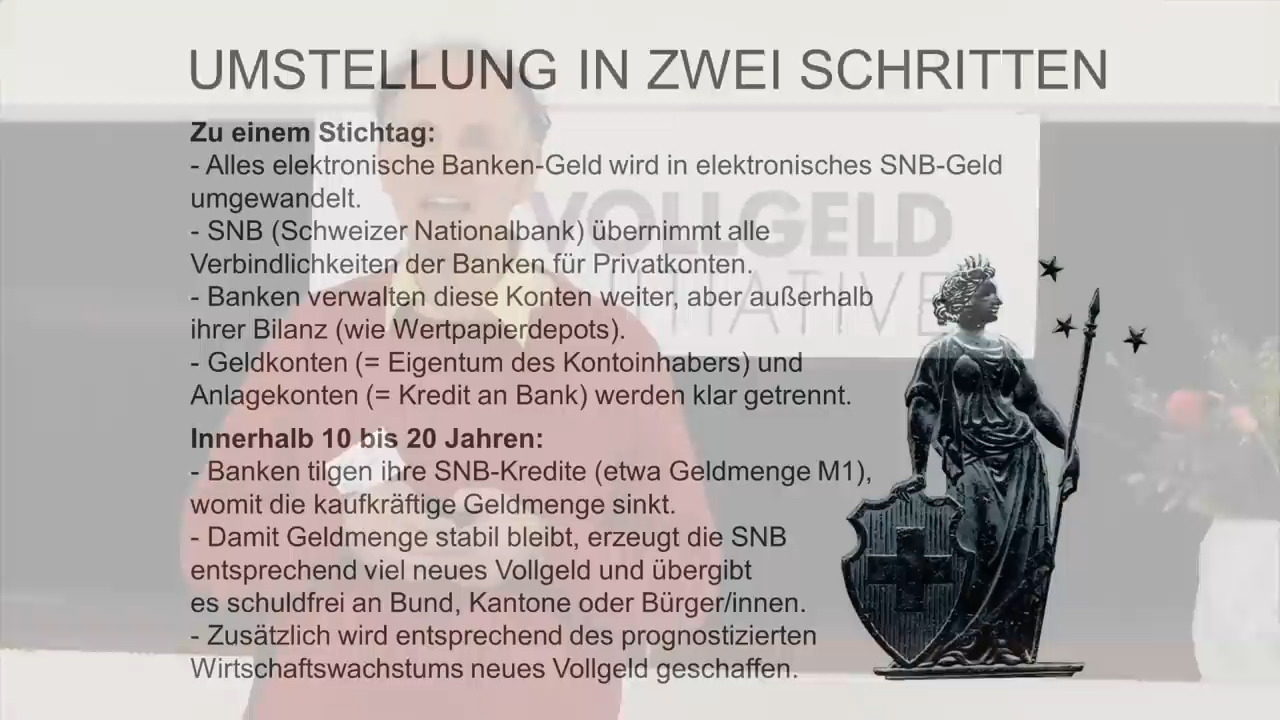 UMSTELLUNG IN ZWEI SCHRITTEN
Zu einem Stichtag:
- Alles elektronische Banken-Geld wird in elektronisches SNB-Geld
umgewandelt.
- SNB (Schweizer Nationalbank) übernimmt alle
Verbindlichkeiten der Banken für Privatkonten.
- Banken verwalten diese Konten weiter, aber außerhalb
ihrer Bilanz (wie Wertpapierdepots).
- Geldkonten (= Eigentum des Kontoinhabers) und
Anlagekonten (= Kredit an Bank) werden klar getrennt.
Innerhalb 10 bis 20 Jahren:
- Banken tilgen ihre SNB-Kredite (etwa Geldmenge M1),
womit die kaufkräftige Geldmenge sinkt.
- Damit Geldmenge stabil bleibt, erzeugt die SNB
entsprechend viel neues Vollgeld und übergibt
es schuldfrei an Bund, Kantone oder Bürger/innen.
- Zusätzlich wird entsprechend des prognostizierten
Wirtschaftswachstums neues Vollgeld geschaffen.
VOLLGELD